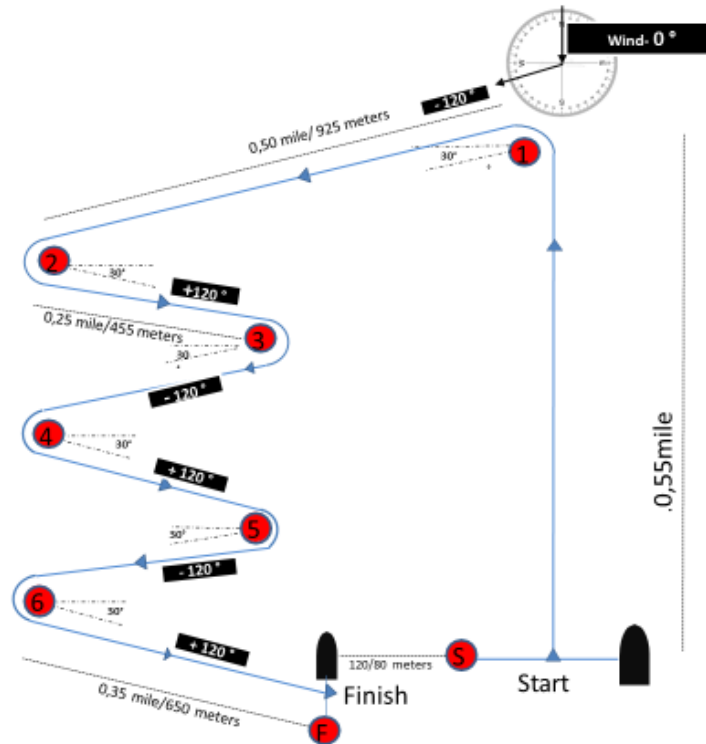 Wind- 0 °
- 120 °
0,50 mile/ 925 meters
1
30°
2
30°
+120 °
0,25 mile/455 meters
3
30
- 120 °
4
30°
+ 120 °
5
30°
- 120 °
6
30°
+ 120 °
0,55mile
S
120/80 meters
Start
Finish
0,35 mile/650 meters
F